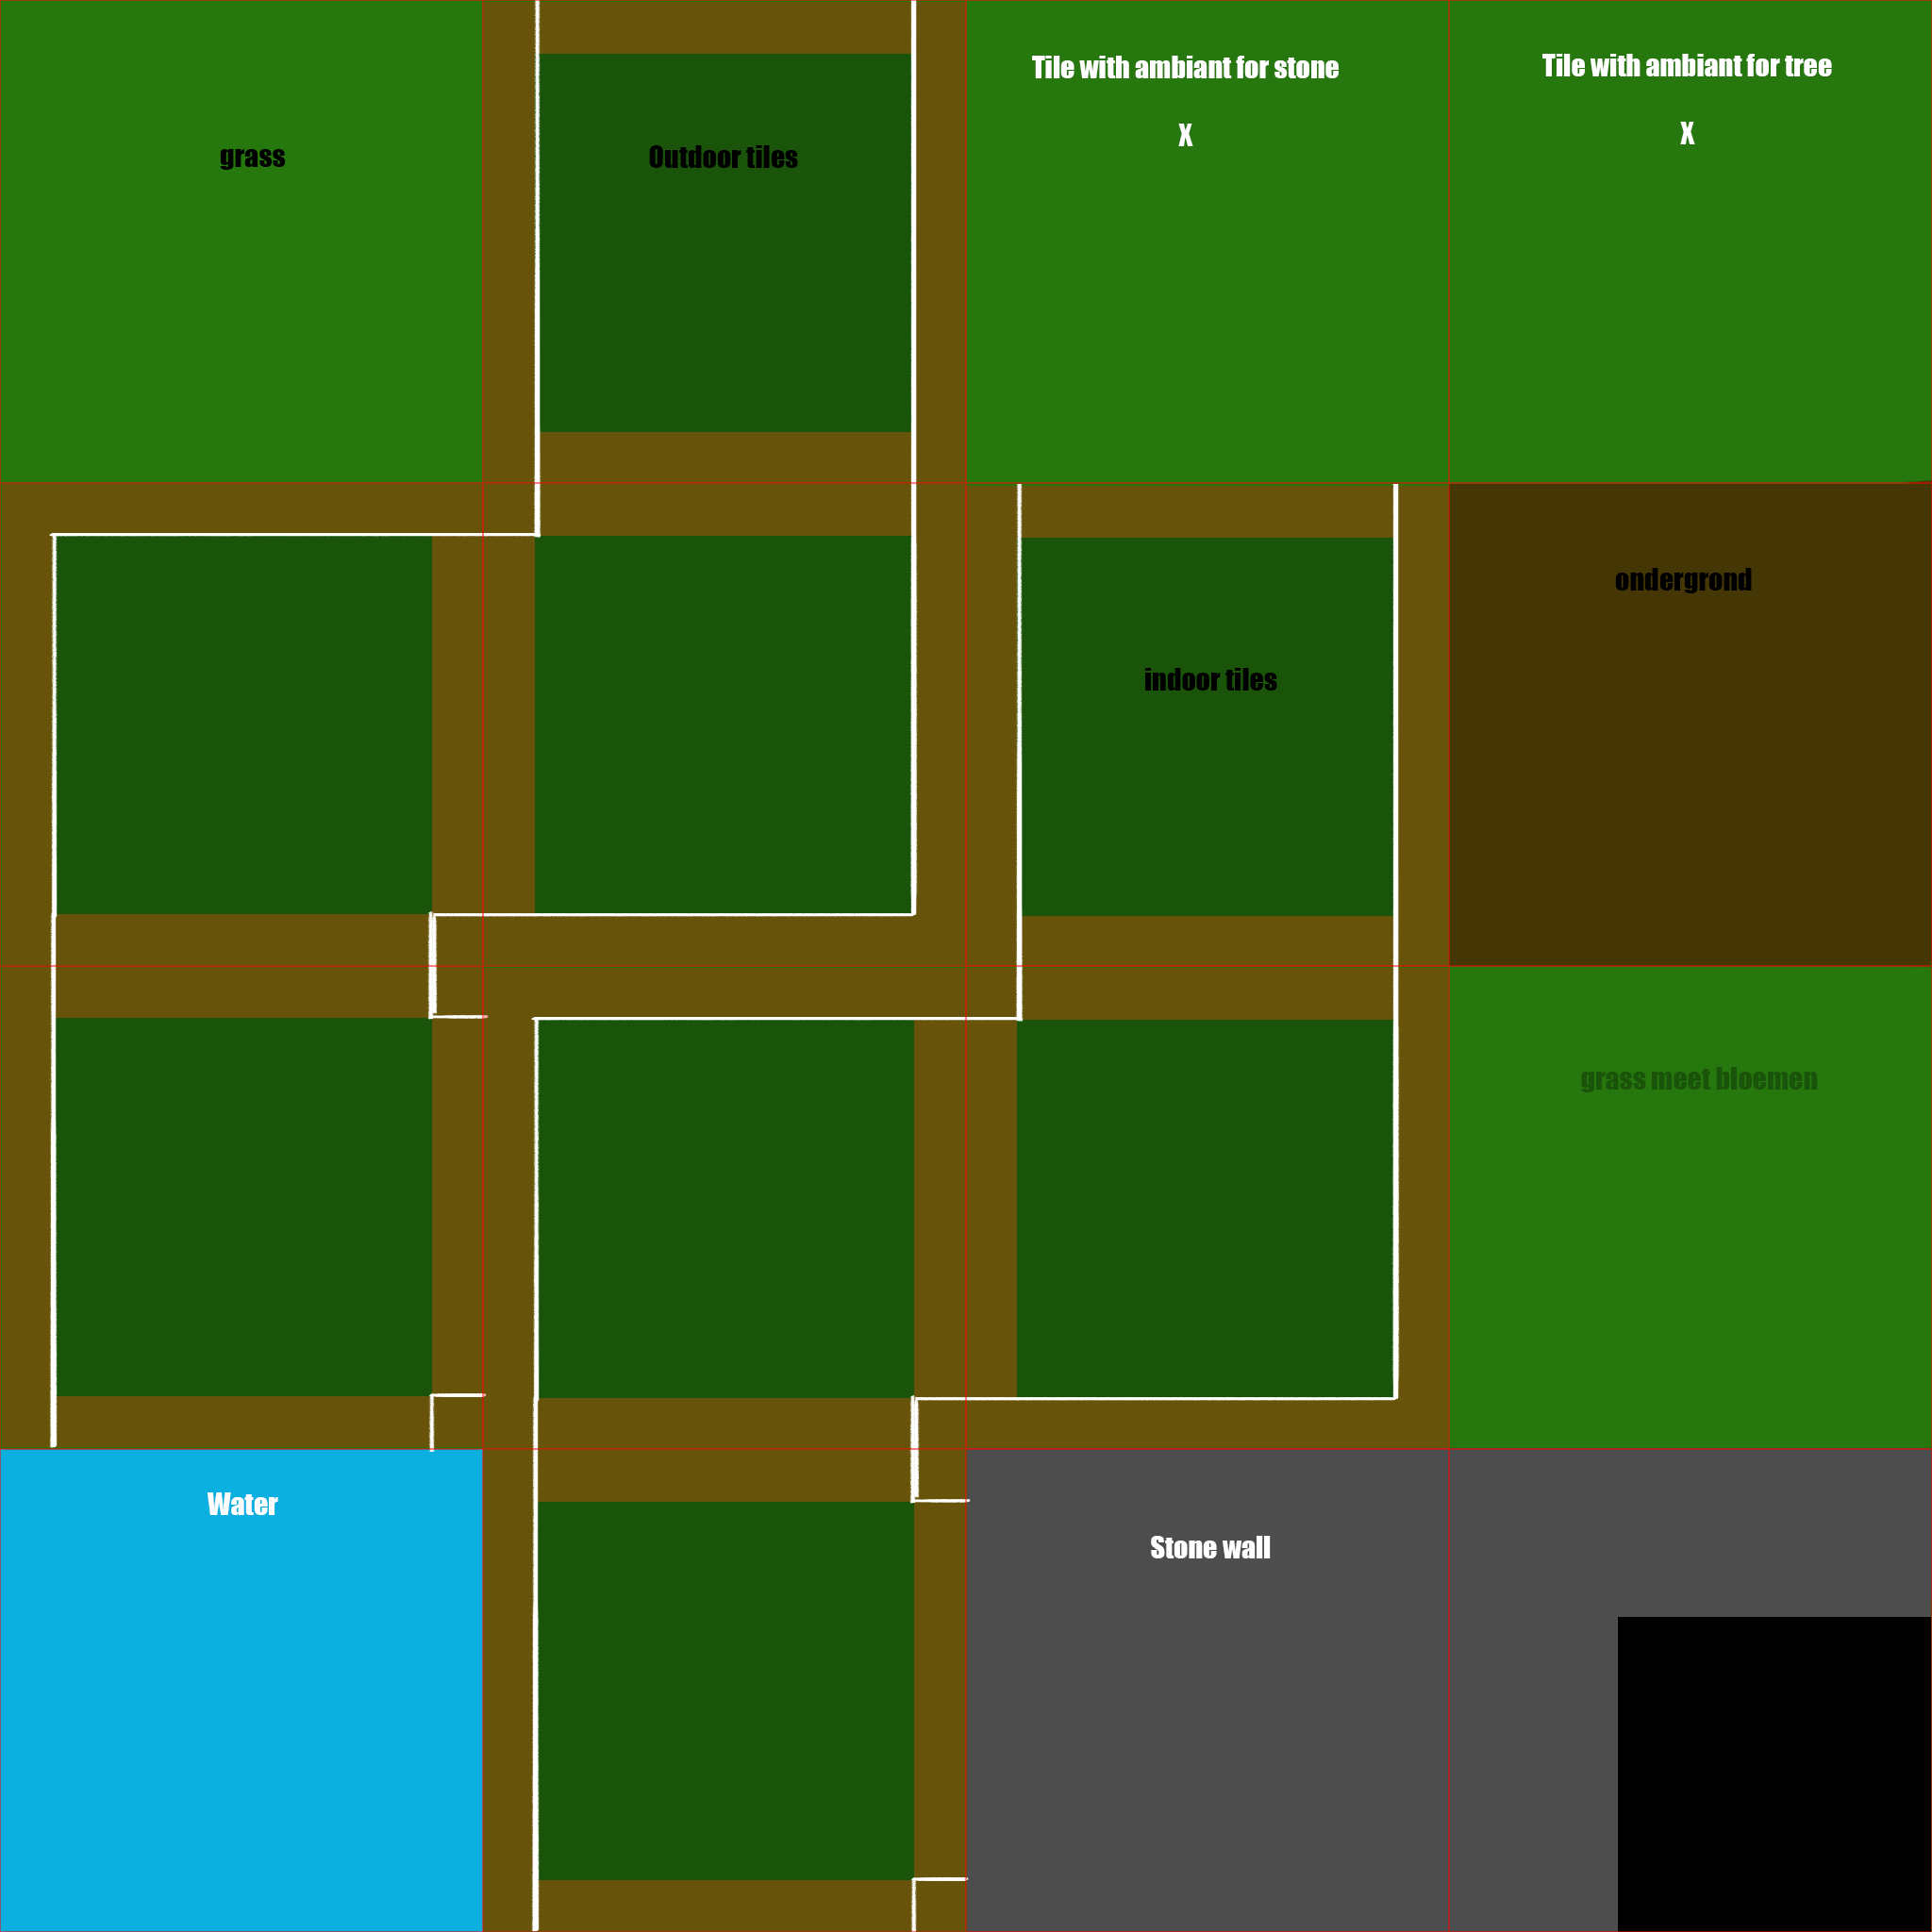 Tile with ambiant for stone
X
Tile with ambiant for tree
X
grass
Outdoor tiles
ondergrond
indoor tiles
grass meet bloemen
Water
Stone wall